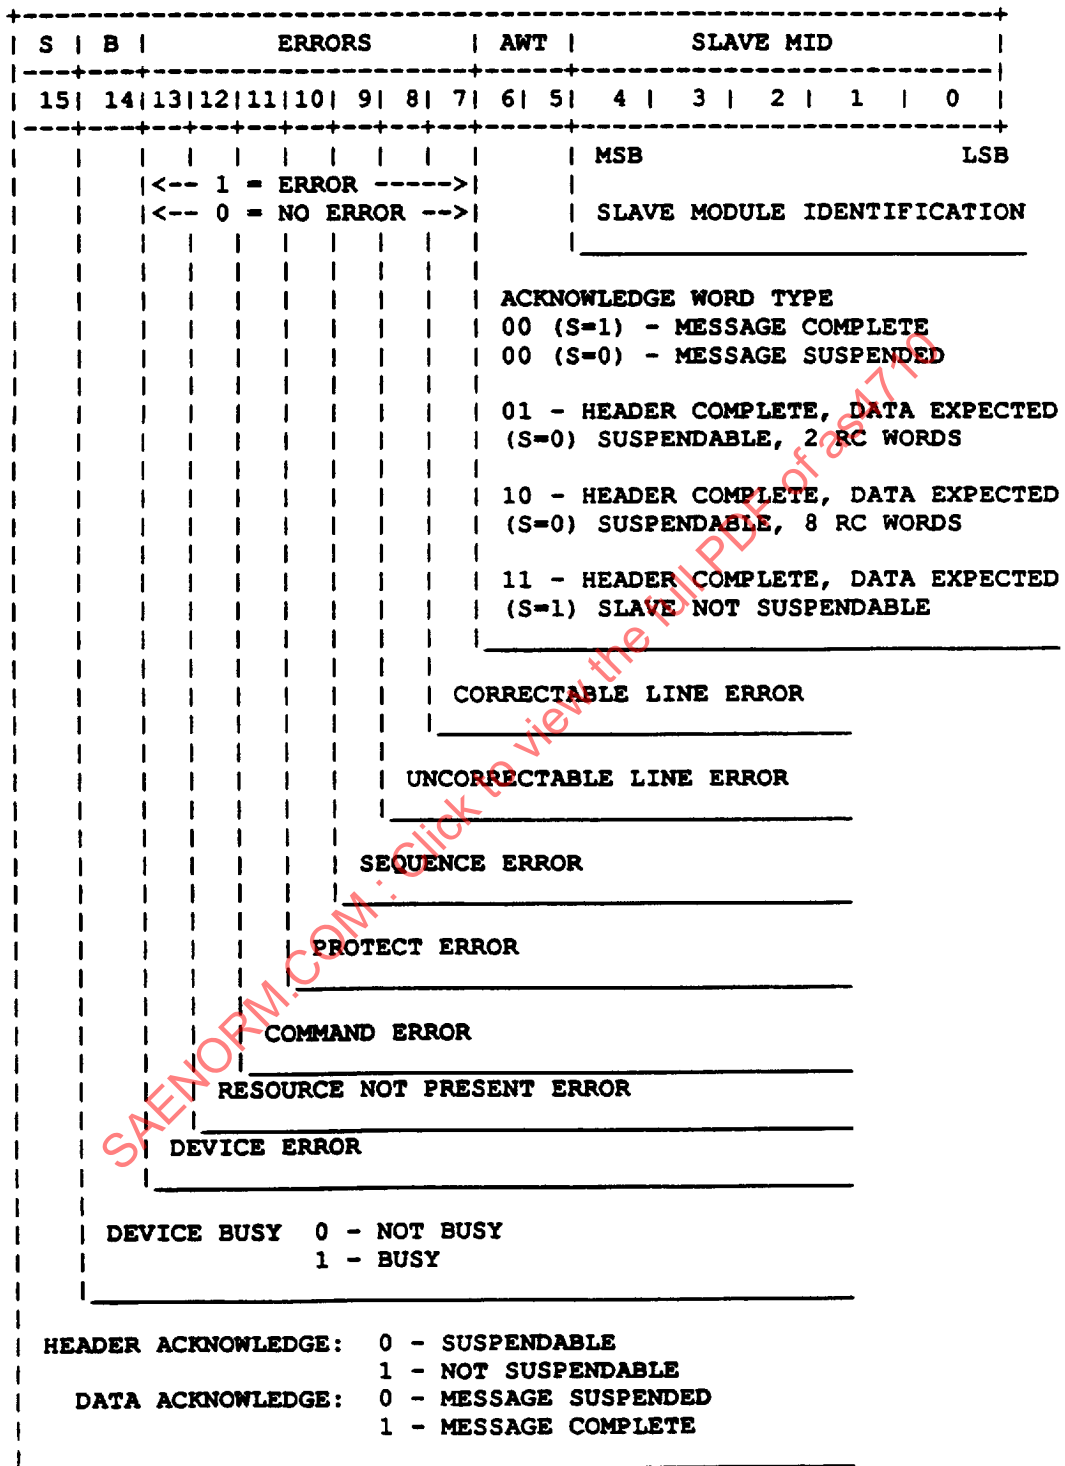 S B ERRORS AWT SLAVE MID
15 14 13 12 11 10 9 8 7 6 5 4 3 2 1 0
MSB LSB
<-- 1 = ERROR ----->
<-- 0 = NO ERROR -->
SLAVE MODULE IDENTIFICATION
ACKNOWLEDGE WORD TYPE
00 (S=1) - MESSAGE COMPLETE
00 (S=0) - MESSAGE SUSPENDED
01 - HEADER COMPLETE, DATA EXPECTED
(S=0) SUSPENDABLE, 2 RC WORDS
10 - HEADER COMPLETE, DATA EXPECTED
(S=0) SUSPENDABLE, 8 RC WORDS
11 - HEADER COMPLETE, DATA EXPECTED
(S=1) SLAVE NOT SUSPENDABLE
CORRECTABLE LINE ERROR
UNCORRECTABLE LINE ERROR
SEQUENCE ERROR
PROTECT ERROR
COMMAND ERROR
RESOURCE NOT PRESENT ERROR
DEVICE ERROR
DEVICE BUSY 0 - NOT BUSY
1 - BUSY
HEADER ACKNOWLEDGE: 0 - SUSPENDABLE
1 - NOT SUSPENDABLE
DATA ACKNOWLEDGE: 0 - MESSAGE SUSPENDED
1 - MESSAGE COMPLETE
SAENORM.COM : Click to view the full PDF of as4710